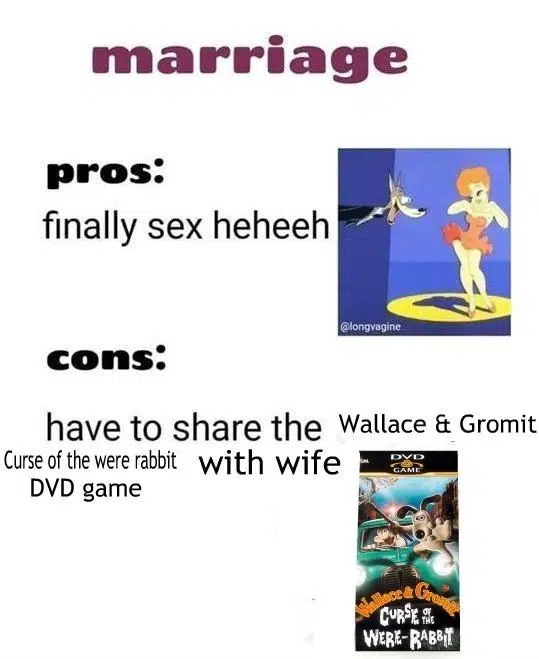 marriage
pros:
finally sex heheeh
@longvagine
cons:
have to share the Wallace & Gromit
Curse of the were rabbit with wife
DVD game
DVD
GAME
Wallace & Gromit
CURSE OF THE
WERE-RABBIT